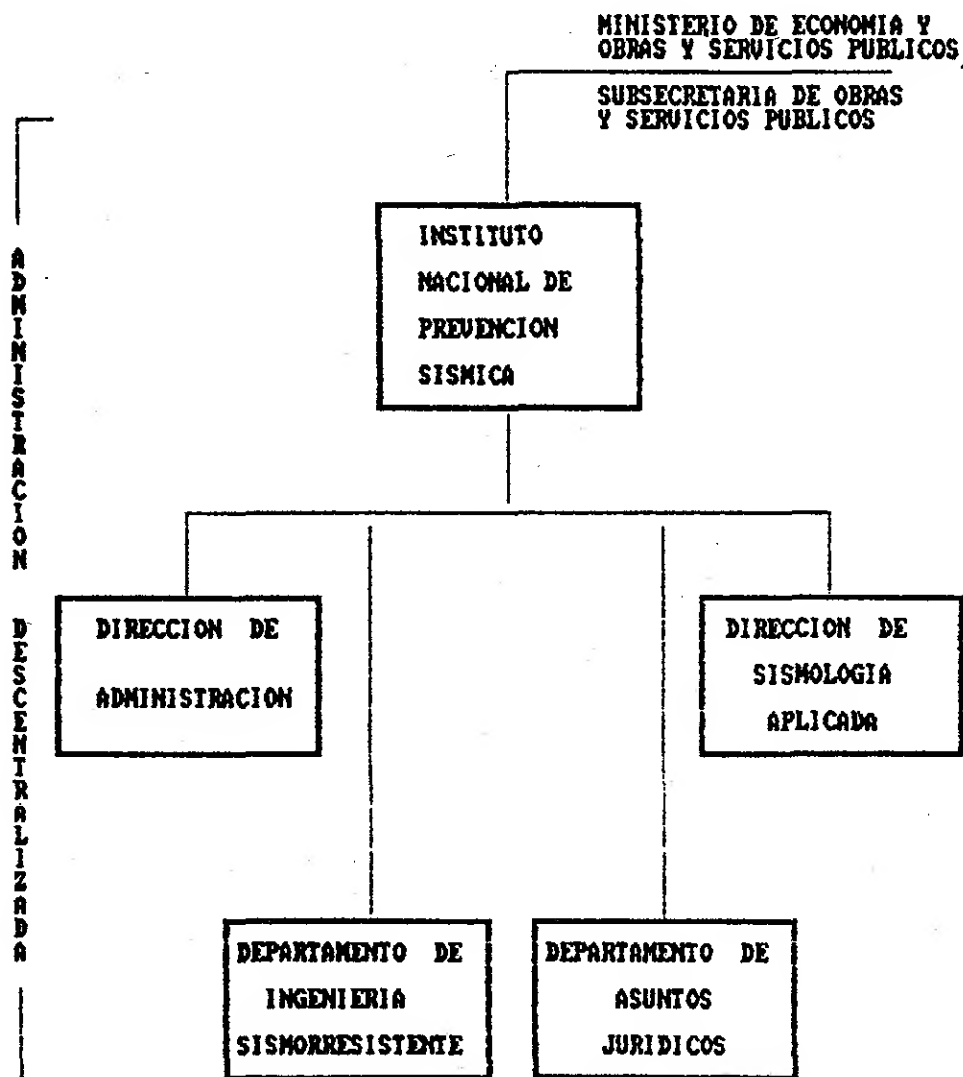 MINISTERIO DE ECONOMIA Y
OBRAS Y SERVICIOS PUBLICOS
SUBSECRETARIA DE OBRAS
Y SERVICIOS PUBLICOS
INSTITUTO
NACIONAL DE
PREVENCION
SISMICA
ADMINISTRACION DESCENTRALIZADA
DIRECCION DE
ADMINISTRACION
DIRECCION DE
SISMOLOGIA
APLICADA
DEPARTAMENTO DE
INGENIERIA
SISMORRESISTENTE
DEPARTAMENTO DE
ASUNTOS
JURIDICOS